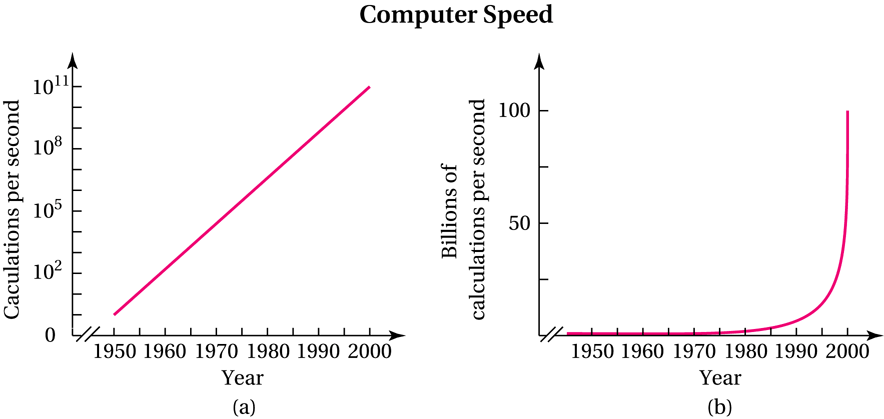 Computer Speed
Caculations per second
10¹¹
10⁸
10⁵
10²
0
1950 1960 1970 1980 1990 2000
Year
(a)
Billions of
calculations per second
100
50
1950 1960 1970 1980 1990 2000
Year
(b)